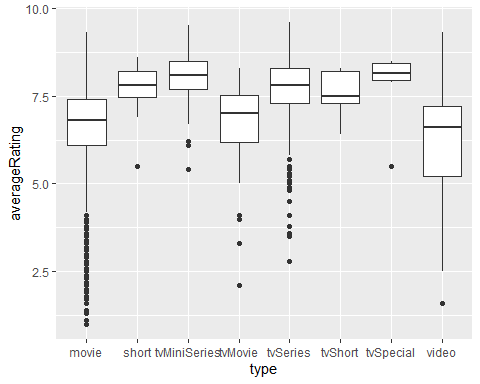 averageRating
10.0
7.5
5.0
2.5
movie short tvMiniSeries tvMovie tvSeries tvShort tvSpecial video
type